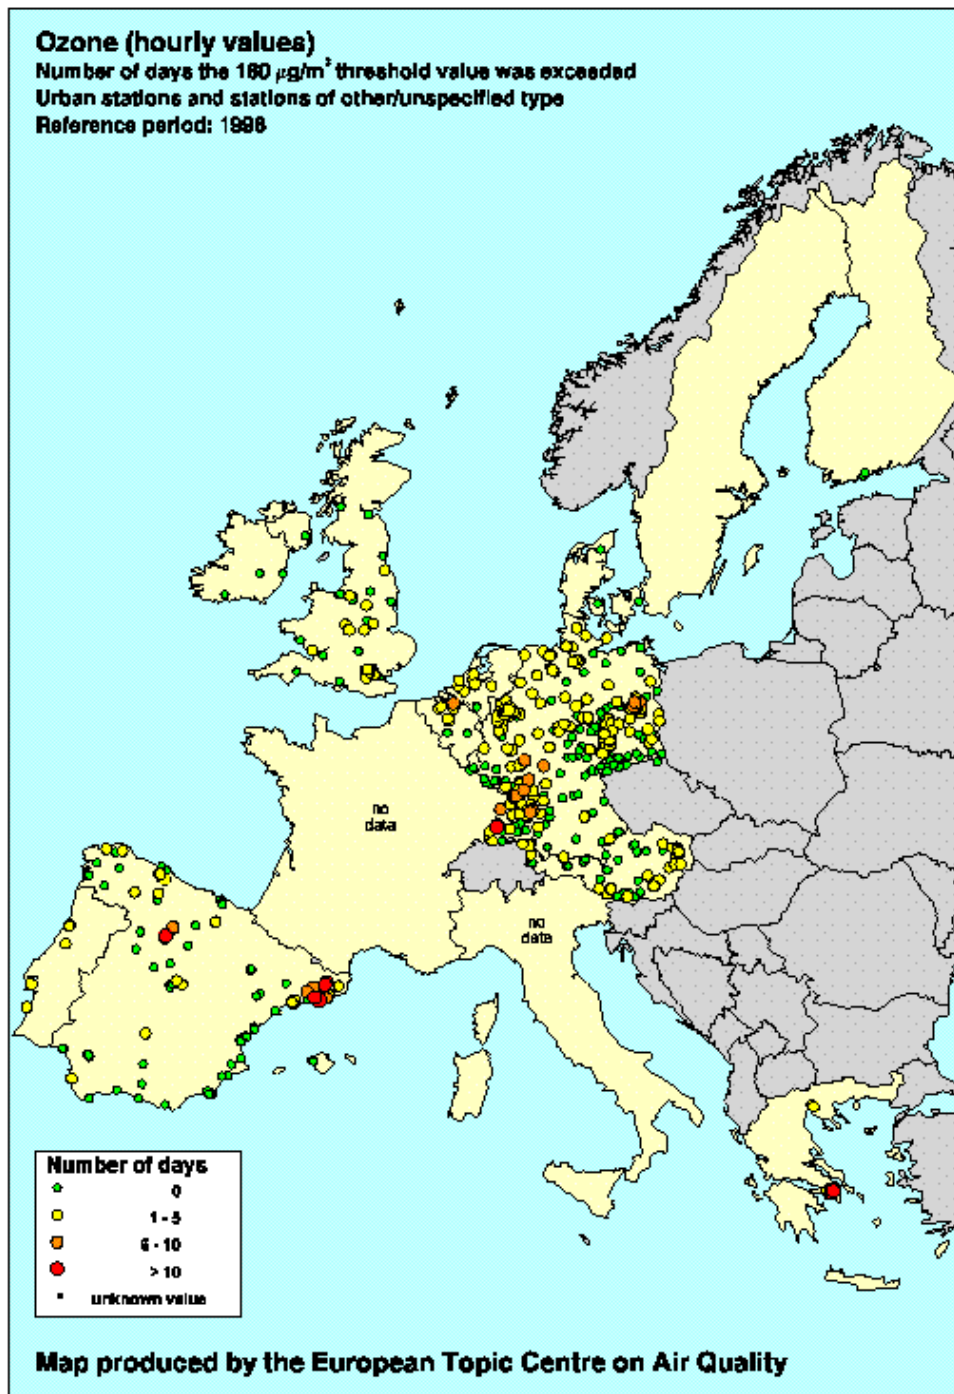 Ozone (hourly values)
Number of days the µg/m³ threshold value was exceeded
Urban stations and stations of other/unspecified type
Reference period:
no
data
no
data
Number of days
0
1 - 5
6 - 10
> 10
unknown value
Map produced by the European Topic Centre on Air Quality